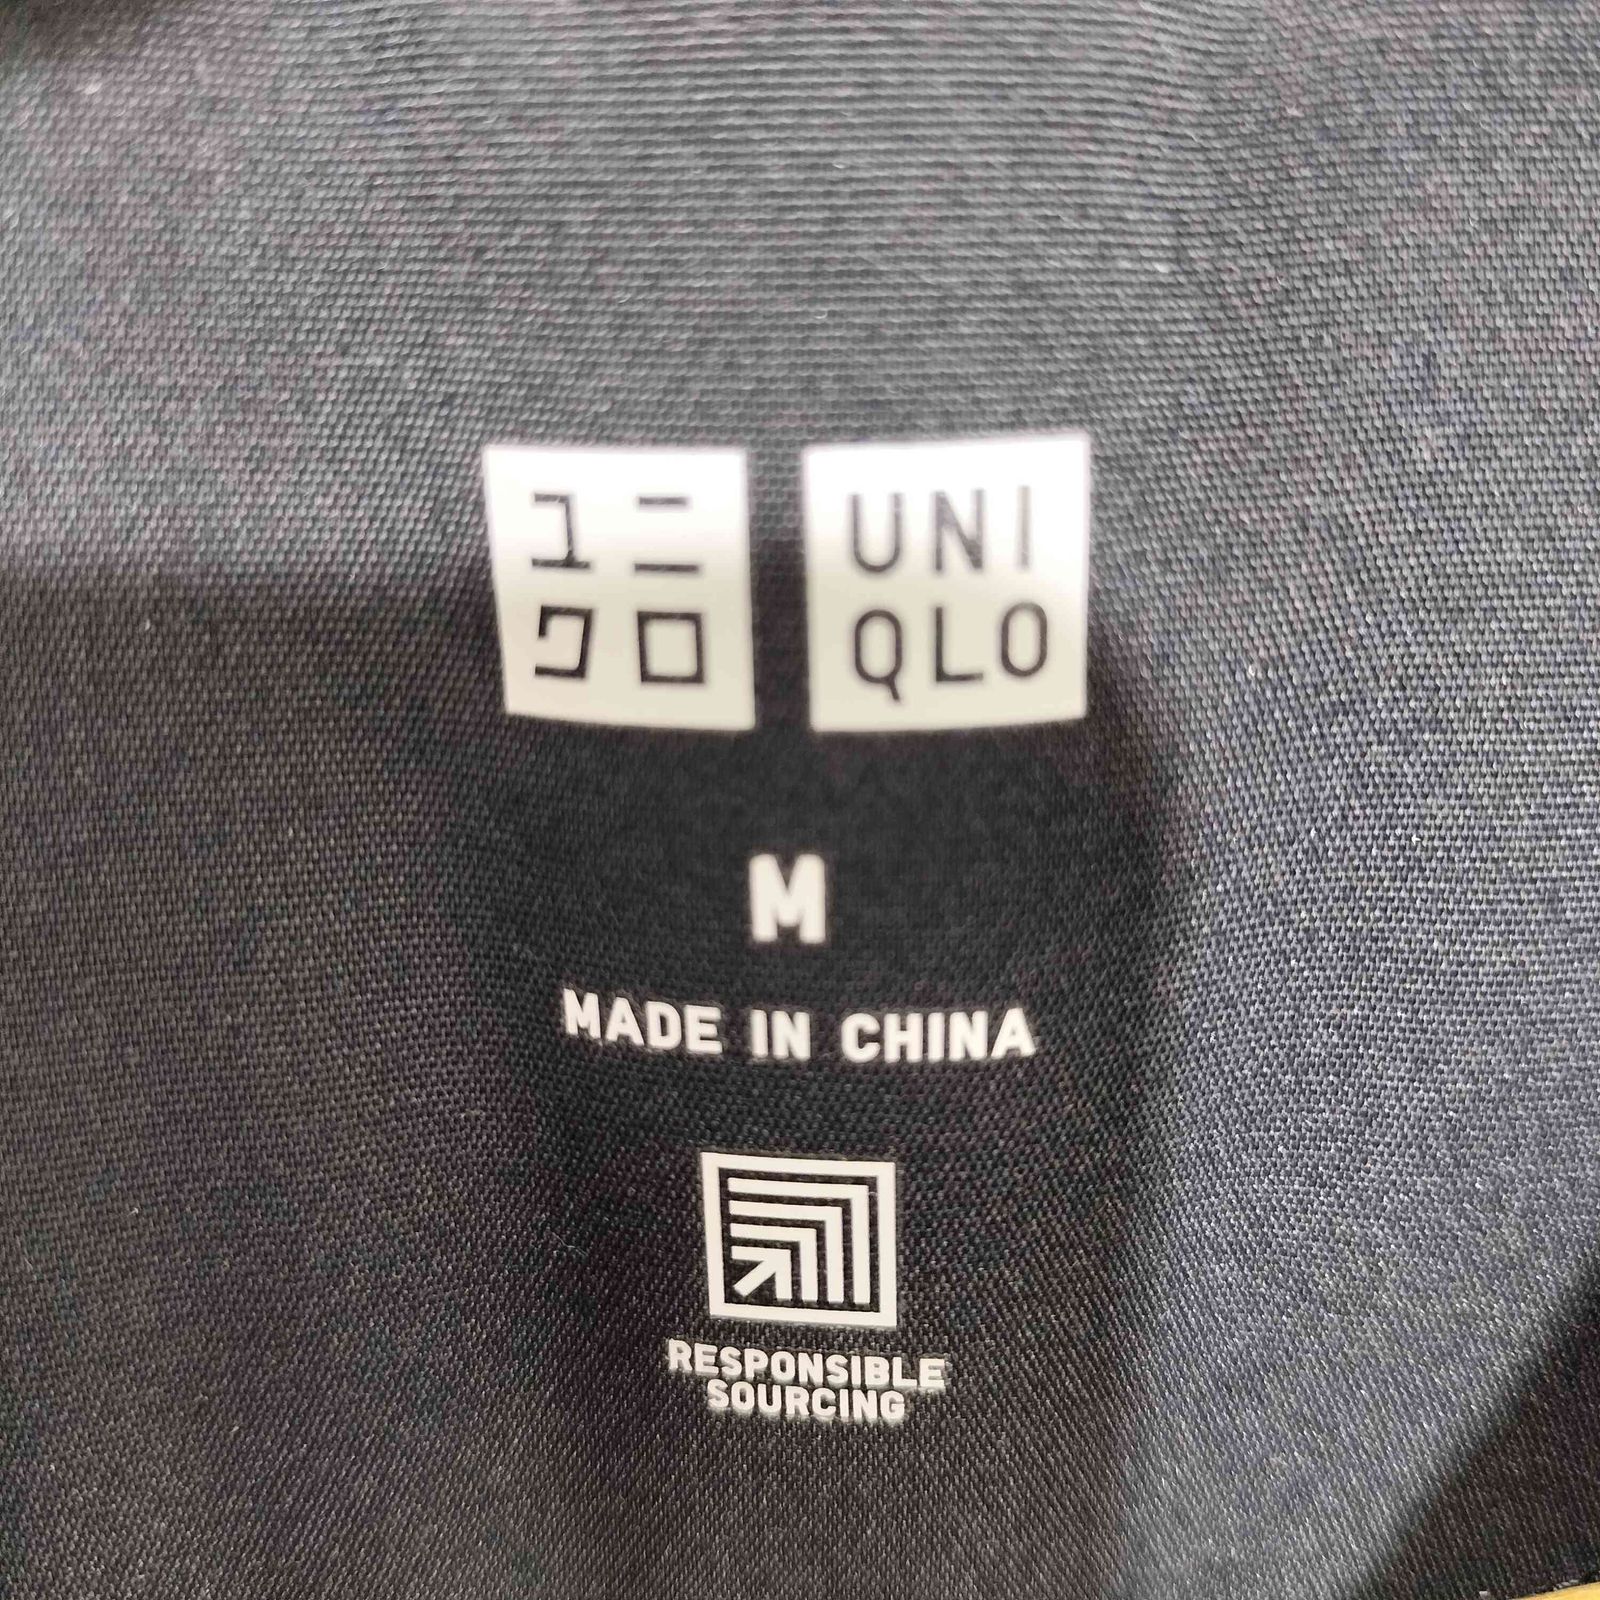 ユニ
クロ
UNI
QLO
M
MADE IN CHINA
RESPONSIBLE
SOURCING